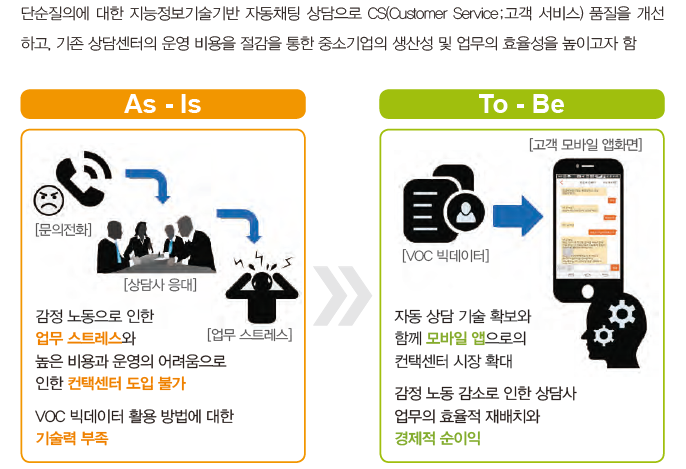 단순질의에 대한 지능정보기술기반 자동채팅 상담으로 CS(Customer Service;고객 서비스) 품질을 개선
하고, 기존 상담센터의 운영 비용을 절감을 통한 중소기업의 생산성 및 업무의 효율성을 높이고자 함
As - Is
[문의전화]
[상담사 응대]
[업무 스트레스]
감정 노동으로 인한
업무 스트레스와
높은 비용과 운영의 어려움으로
인한 컨택센터 도입 불가
VOC 빅데이터 활용 방법에 대한
기술력 부족
To - Be
[고객 모바일 앱화면]
[VOC 빅데이터]
자동 상담 기술 확보와
함께 모바일 앱으로의
컨택센터 시장 확대
감정 노동 감소로 인한 상담사
업무의 효율적 재배치와
경제적 순이익